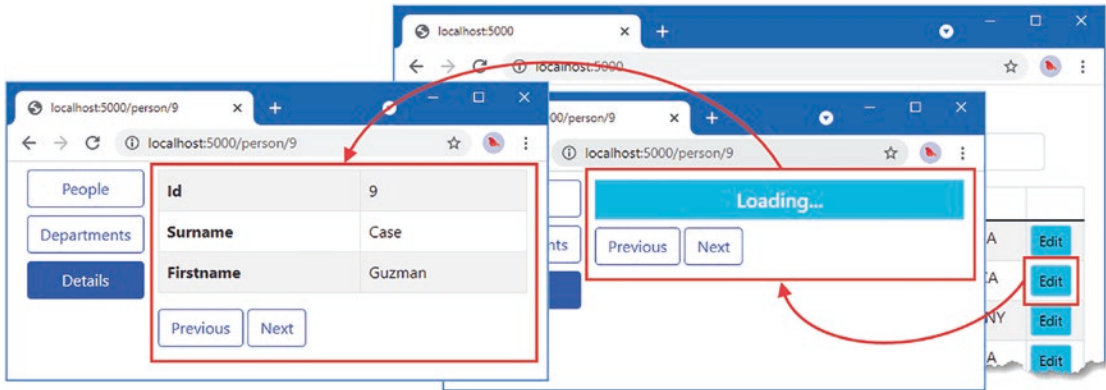 localhost:5000
localhost:5000
localhost:5000/person/9
localhost:5000/person/9
People
Departments
Details
Id 9
Surname Case
Firstname Guzman
Previous Next
00/person/9
localhost:5000/person/9
Loading...
nts
Previous Next
A Edit
CA Edit
NY Edit
A Edit